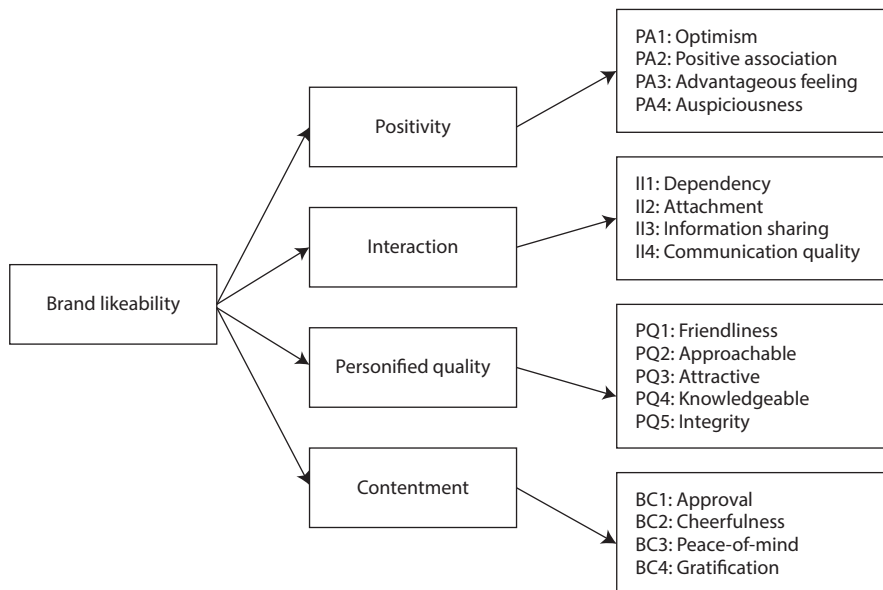 Brand likeability
Positivity
Interaction
Personified quality
Contentment
PA1: Optimism
PA2: Positive association
PA3: Advantageous feeling
PA4: Auspiciousness
II1: Dependency
II2: Attachment
II3: Information sharing
II4: Communication quality
PQ1: Friendliness
PQ2: Approachable
PQ3: Attractive
PQ4: Knowledgeable
PQ5: Integrity
BC1: Approval
BC2: Cheerfulness
BC3: Peace-of-mind
BC4: Gratification